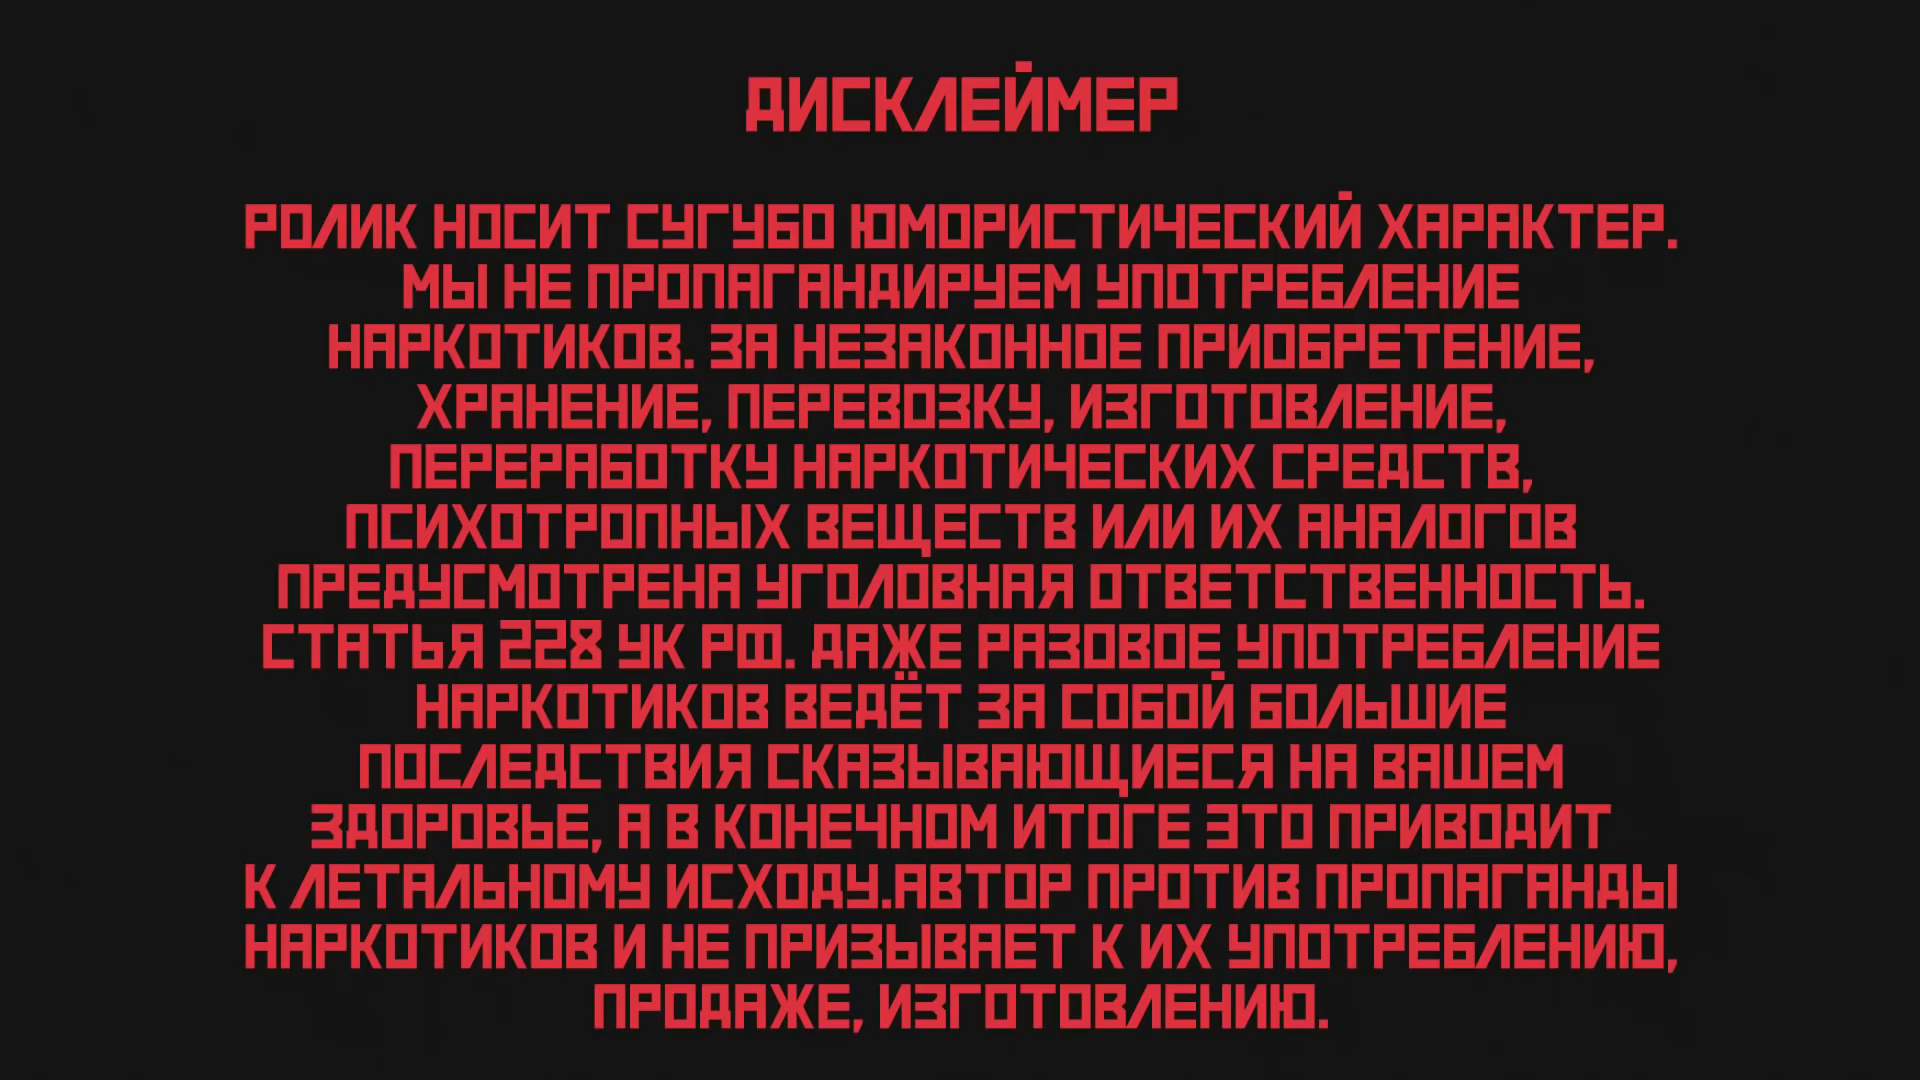 ДИСКЛЕЙМЕР
РОЛИК НОСИТ СУГУБО ЮМОРИСТИЧЕСКИЙ ХАРАКТЕР.
МЫ НЕ ПРОПАГАНДИРУЕМ УПОТРЕБЛЕНИЕ
НАРКОТИКОВ. ЗА НЕЗАКОННОЕ ПРИОБРЕТЕНИЕ,
ХРАНЕНИЕ, ПЕРЕВОЗКУ, ИЗГОТОВЛЕНИЕ,
ПЕРЕРАБОТКУ НАРКОТИЧЕСКИХ СРЕДСТВ,
ПСИХОТРОПНЫХ ВЕЩЕСТВ ИЛИ ИХ АНАЛОГОВ
ПРЕДУСМОТРЕНА УГОЛОВНАЯ ОТВЕТСТВЕННОСТЬ.
СТАТЬЯ 228 УК РФ. ДАЖЕ РАЗОВОЕ УПОТРЕБЛЕНИЕ
НАРКОТИКОВ ВЕДЁТ ЗА СОБОЙ БОЛЬШИЕ
ПОСЛЕДСТВИЯ СКАЗЫВАЮЩИЕСЯ НА ВАШЕМ
ЗДОРОВЬЕ, А В КОНЕЧНОМ ИТОГЕ ЭТО ПРИВОДИТ
К ЛЕТАЛЬНОМУ ИСХОДУ.АВТОР ПРОТИВ ПРОПАГАНДЫ
НАРКОТИКОВ И НЕ ПРИЗЫВАЕТ К ИХ УПОТРЕБЛЕНИЮ,
ПРОДАЖЕ, ИЗГОТОВЛЕНИЮ.